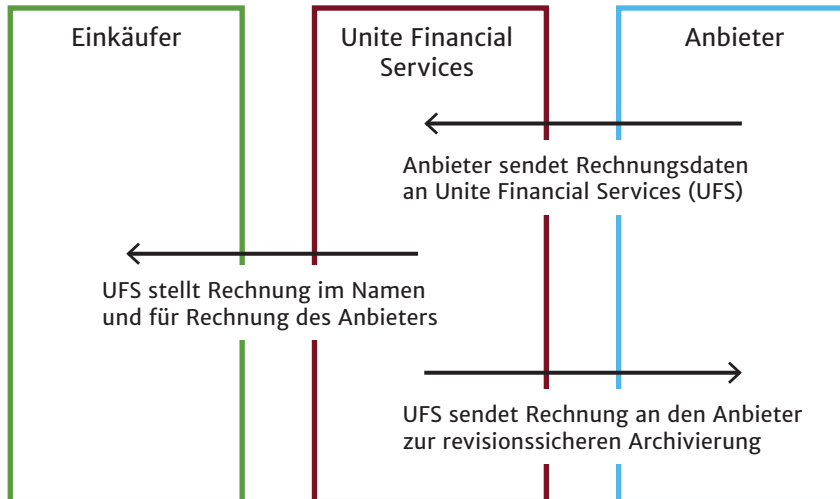 Einkäufer
Unite Financial
Services
Anbieter
Anbieter sendet Rechnungsdaten
an Unite Financial Services (UFS)
UFS stellt Rechnung im Namen
und für Rechnung des Anbieters
UFS sendet Rechnung an den Anbieter
zur revisionssicheren Archivierung